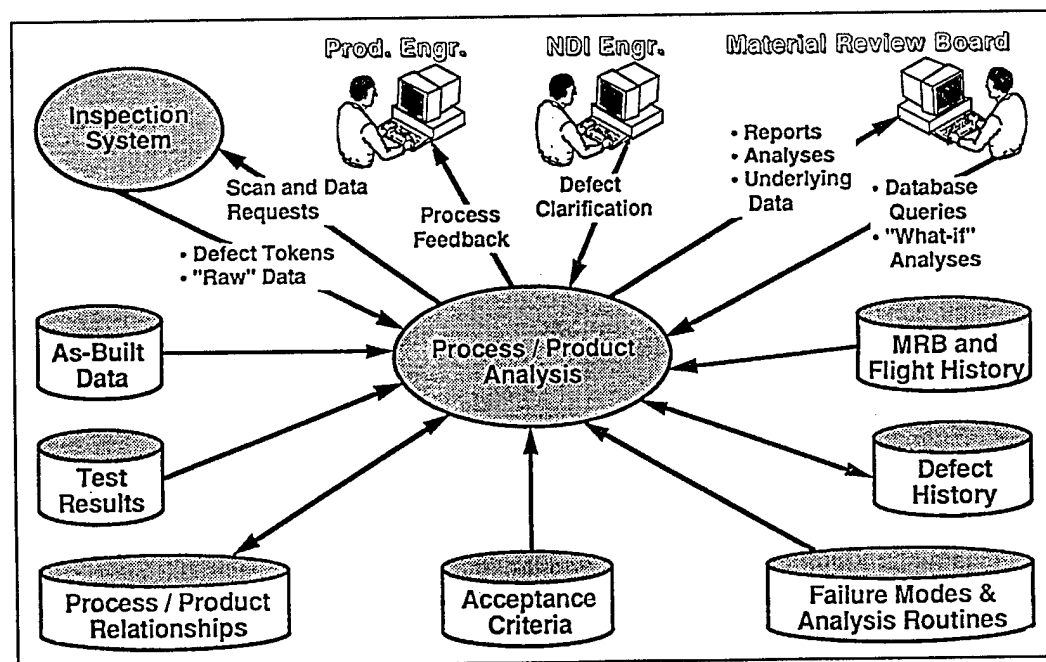 Prod. Engr.
NDI Engr.
Material Review Board
Inspection
System
• Reports
• Analyses
• Underlying
Data
Scan and Data
Requests
Process
Feedback
Defect
Clarification
• Database
Queries
• "What-if"
Analyses
• Defect Tokens
• "Raw" Data
As-Built
Data
Process / Product
Analysis
MRB and
Flight History
Test
Results
Defect
History
Process / Product
Relationships
Acceptance
Criteria
Failure Modes &
Analysis Routines